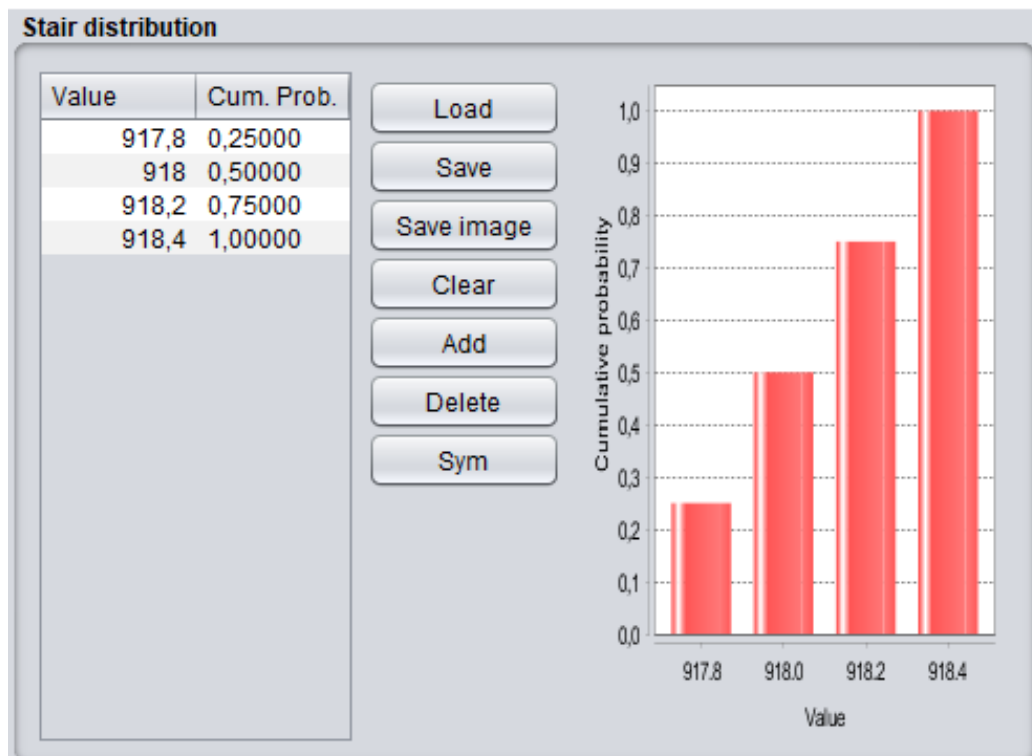 Stair distribution
Value Cum. Prob.
917,8 0,25000
918 0,50000
918,2 0,75000
918,4 1,00000
Load
Save
Save image
Clear
Add
Delete
Sym
Cumulative probability
1,0
0,9
0,8
0,7
0,6
0,5
0,4
0,3
0,2
0,1
0,0
917.8 918.0 918.2 918.4
Value